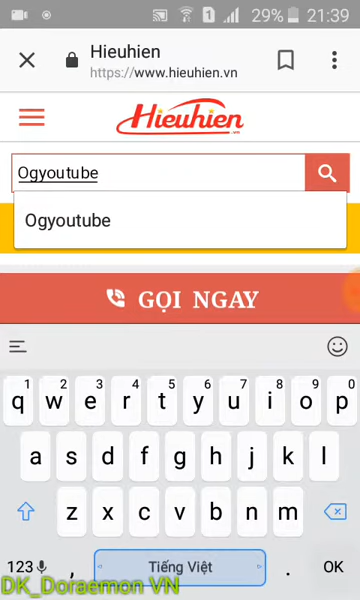 1
29%
21:39
Hieuhien
https://www.hieuhien.vn
Hieuhien
.vn
Ogyoutube
Ogyoutube
GỌI NGAY
1 2 3 4 5 6 7 8 9 0
q w e r t y u i o p
a s d f g h j k l
z x c v b n m
123 , Tiếng Việt . OK
DK_Doraemon VN